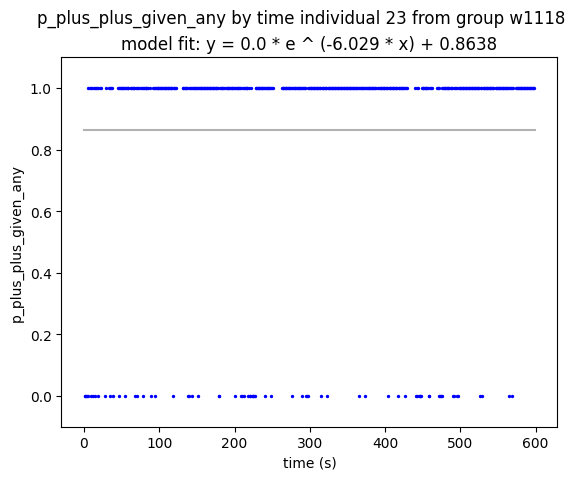 p_plus_plus_given_any by time individual 23 from group w1118
model fit: y = 0.0 * e ^ (-6.029 * x) + 0.8638
1.0
0.8
0.6
0.4
0.2
0.0
p_plus_plus_given_any
0 100 200 300 400 500 600
time (s)